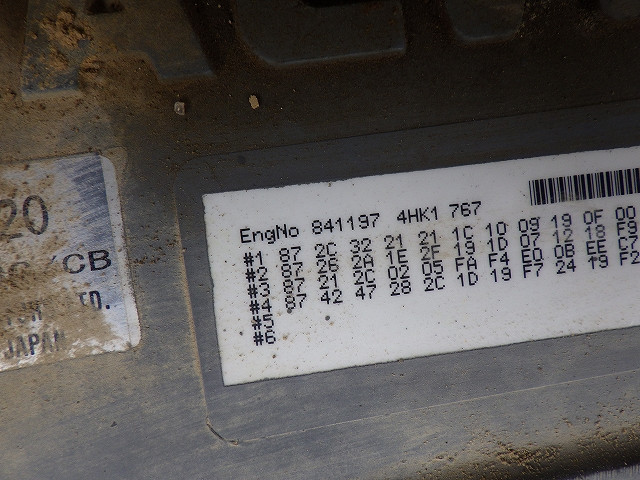 20
CB
TD.
JAPAN
EngNo 841197 4HK1 767
#1 87 2C 32 21 21 1C 10 09 19 0F 00
#2 87 26 2A 1E 2E 19 1D 07 12 18 F9
#3 87 21 2C 02 05 FA F4 E0 0B EE C7
#4 87 42 47 28 2C 1D 19 F7 24 19 F2
#5
#6